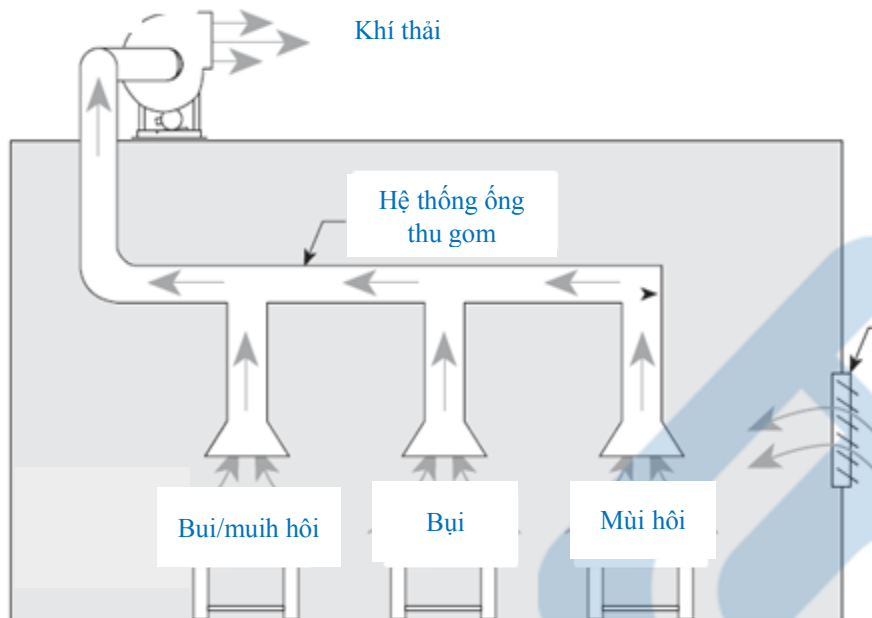 Khí thải
Hệ thống ống
thu gom
Bui/muih hôi
Bụi
Mùi hôi